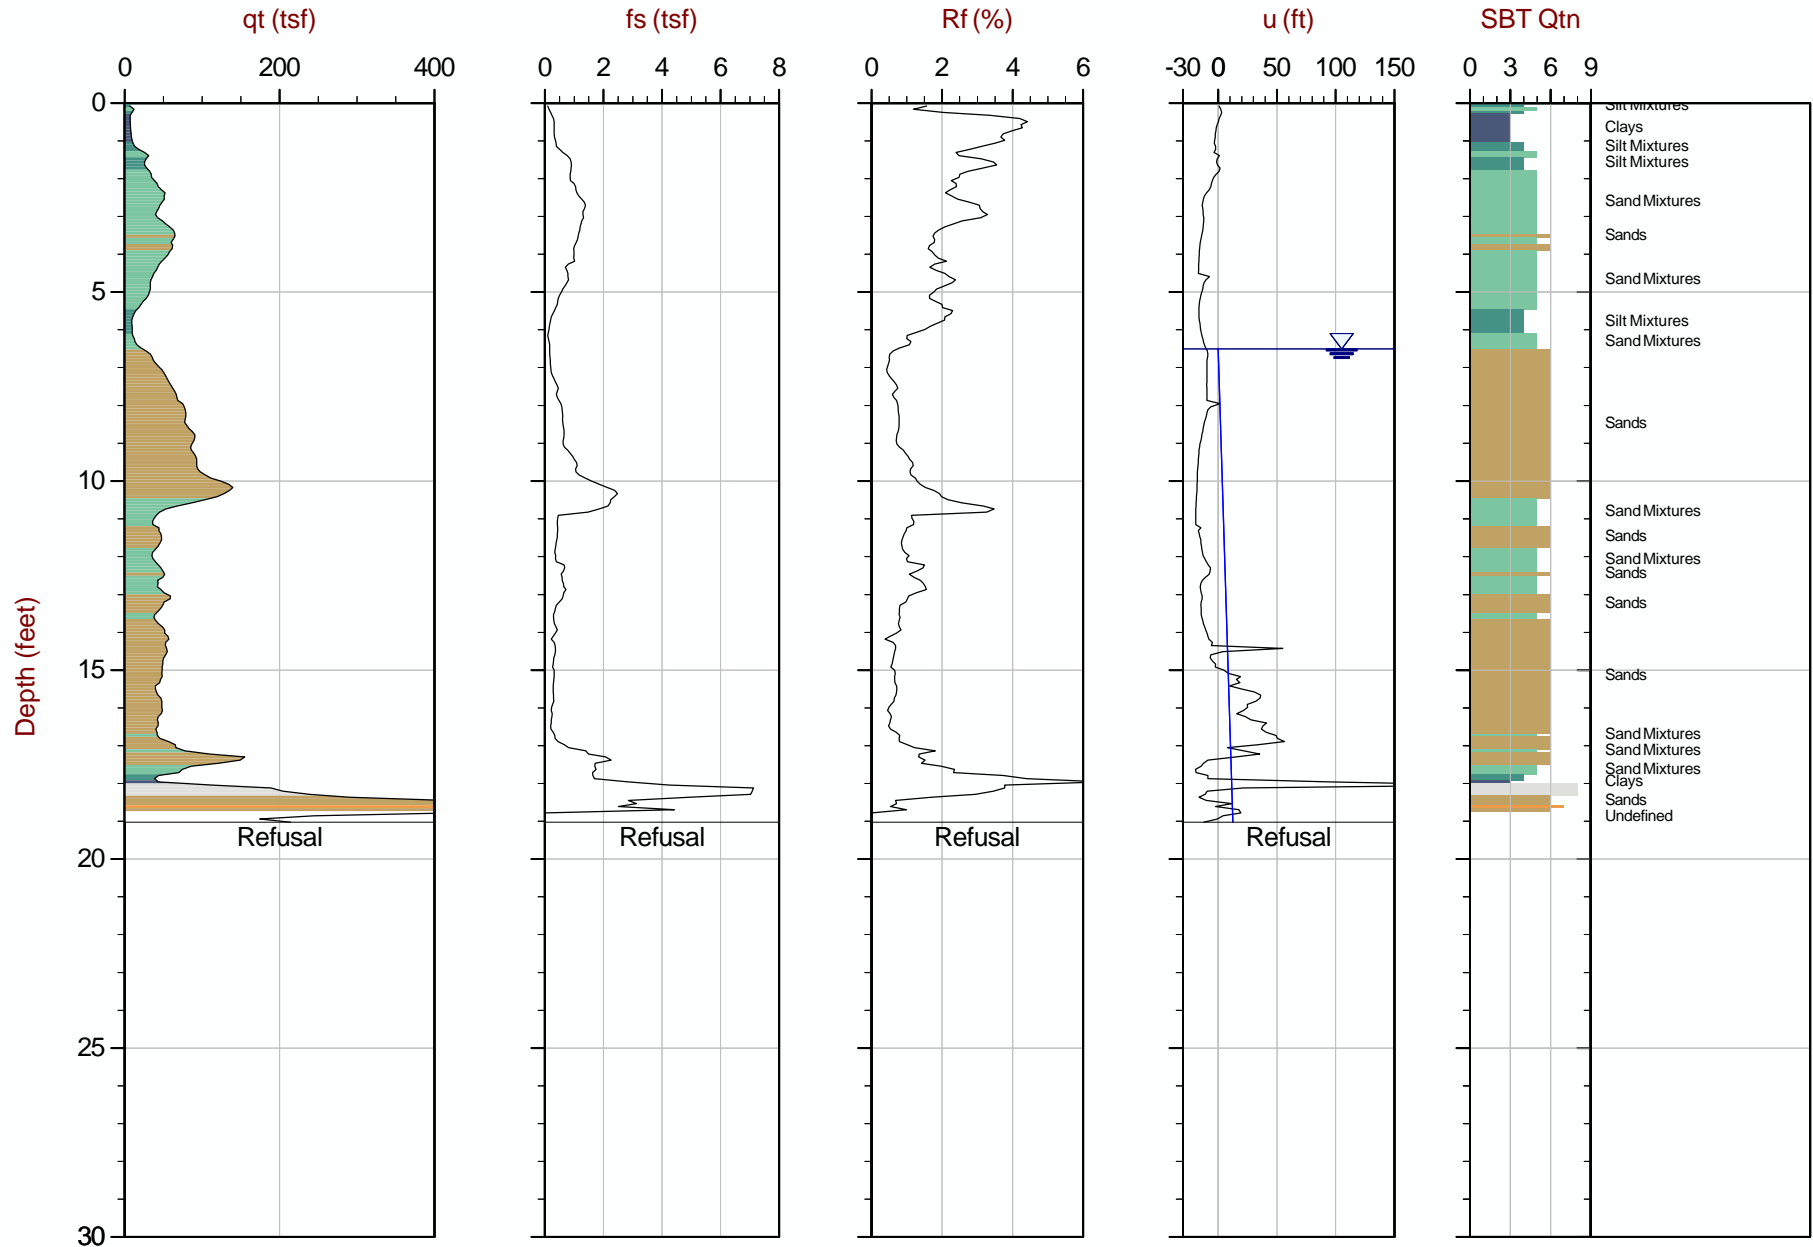 qt (tsf)
fs (tsf)
Rf (%)
u (ft)
SBT Qtn
0 200 400
0 2 4 6 8
0 2 4 6
-30 0 50 100 150
0 3 6 9
0
5
10
15
20
25
30
Depth (feet)
Silt Mixtures
Clays
Silt Mixtures
Silt Mixtures
Sand Mixtures
Sands
Sand Mixtures
Silt Mixtures
Sand Mixtures
Sands
Sand Mixtures
Sands
Sand Mixtures
Sands
Sands
Sands
Sand Mixtures
Sand Mixtures
Sand Mixtures
Clays
Sands
Undefined
Refusal
Refusal
Refusal
Refusal